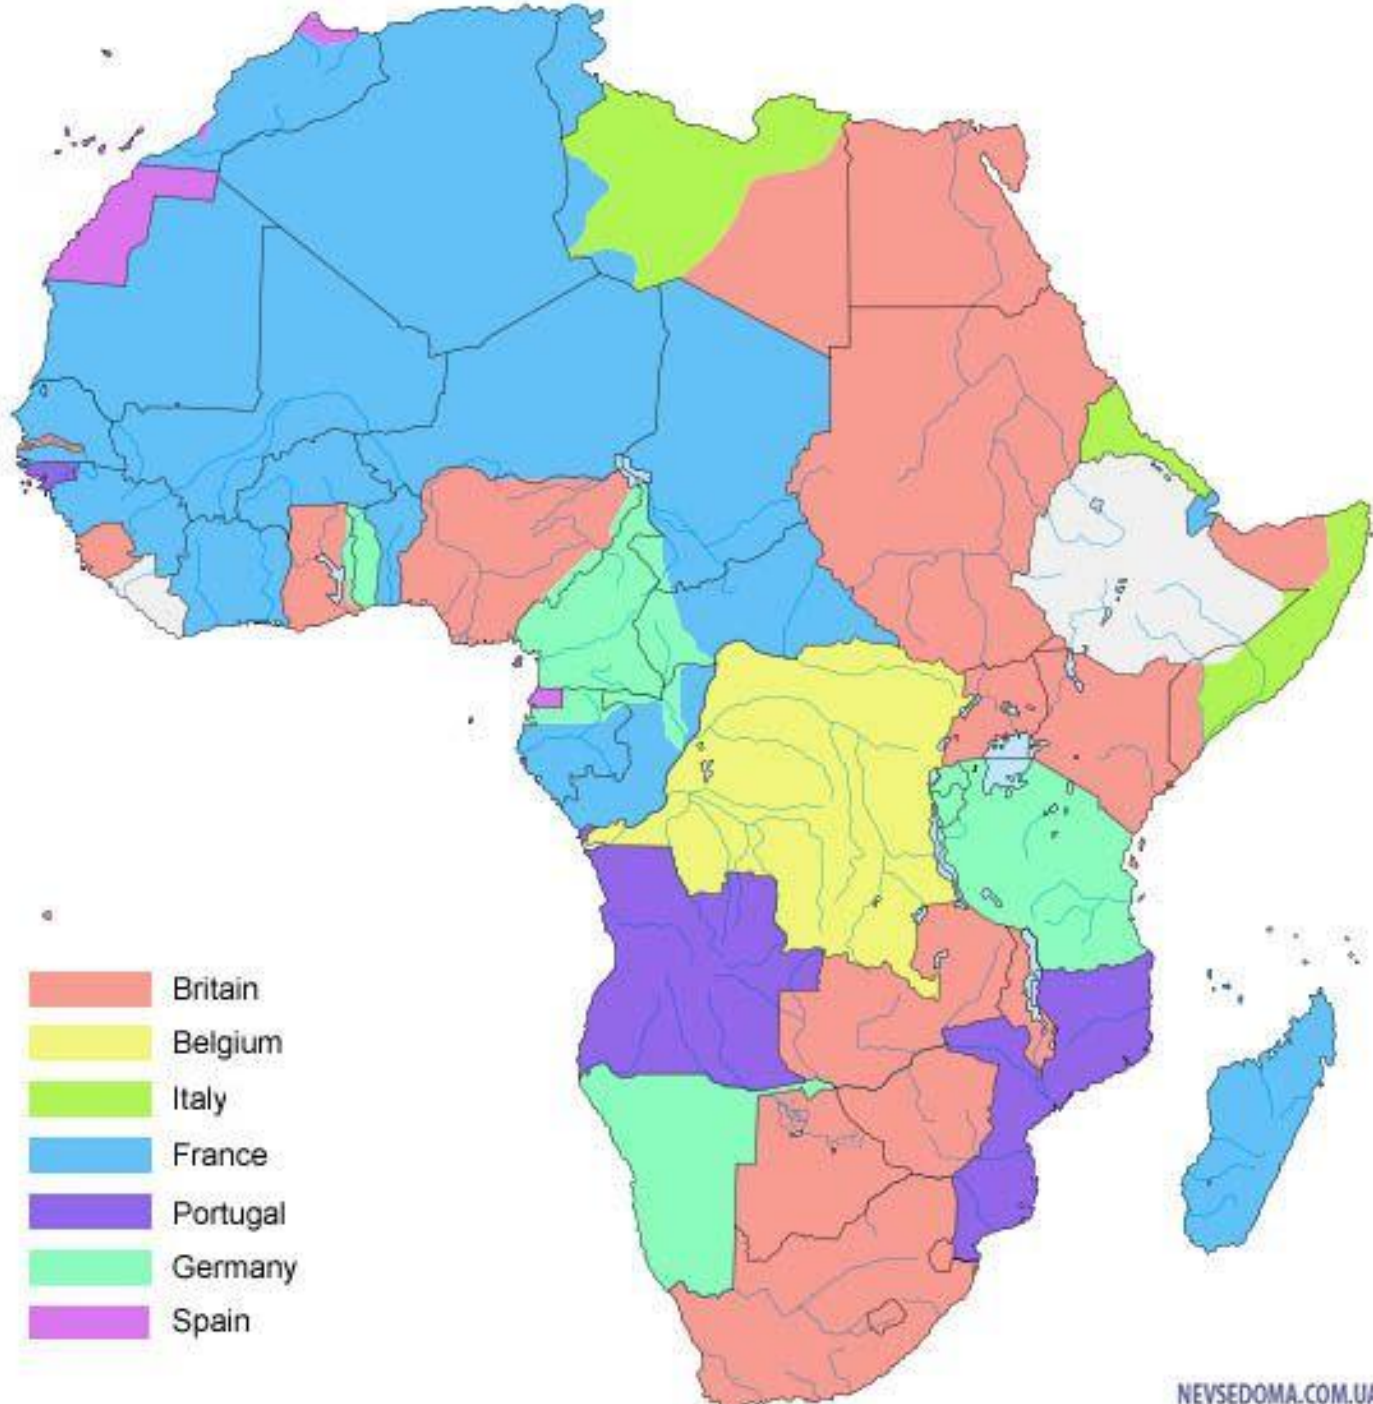 Britain
Belgium
Italy
France
Portugal
Germany
Spain
NEVSEDOMA.COM.UA